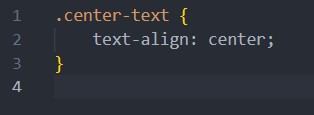 1 .center-text {
2     text-align: center;
3 }
4